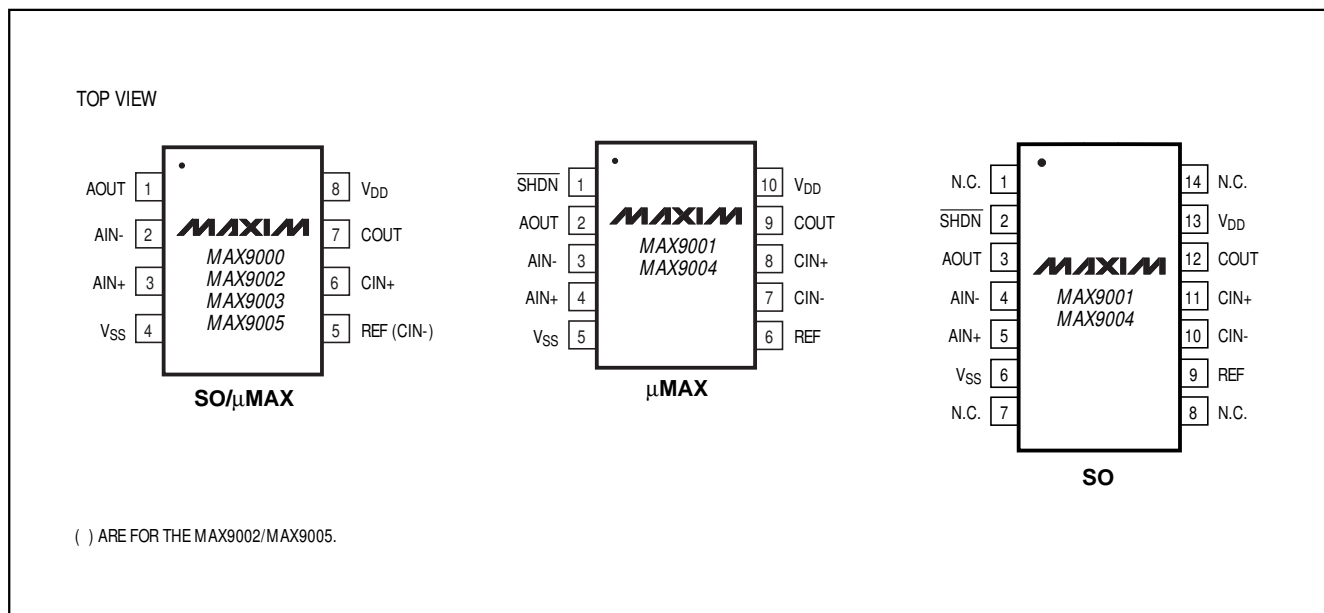 TOP VIEW
AOUT 1
AIN- 2
AIN+ 3
VSS 4
8 VDD
7 COUT
6 CIN+
5 REF (CIN-)
MAXIM
MAX9000
MAX9002
MAX9003
MAX9005
SO/μMAX
SHDN 1
AOUT 2
AIN- 3
AIN+ 4
VSS 5
10 VDD
9 COUT
8 CIN+
7 CIN-
6 REF
MAXIM
MAX9001
MAX9004
μMAX
N.C. 1
SHDN 2
AOUT 3
AIN- 4
AIN+ 5
VSS 6
N.C. 7
14 N.C.
13 VDD
12 COUT
11 CIN+
10 CIN-
9 REF
8 N.C.
MAXIM
MAX9001
MAX9004
SO
( ) ARE FOR THE MAX9002/MAX9005.